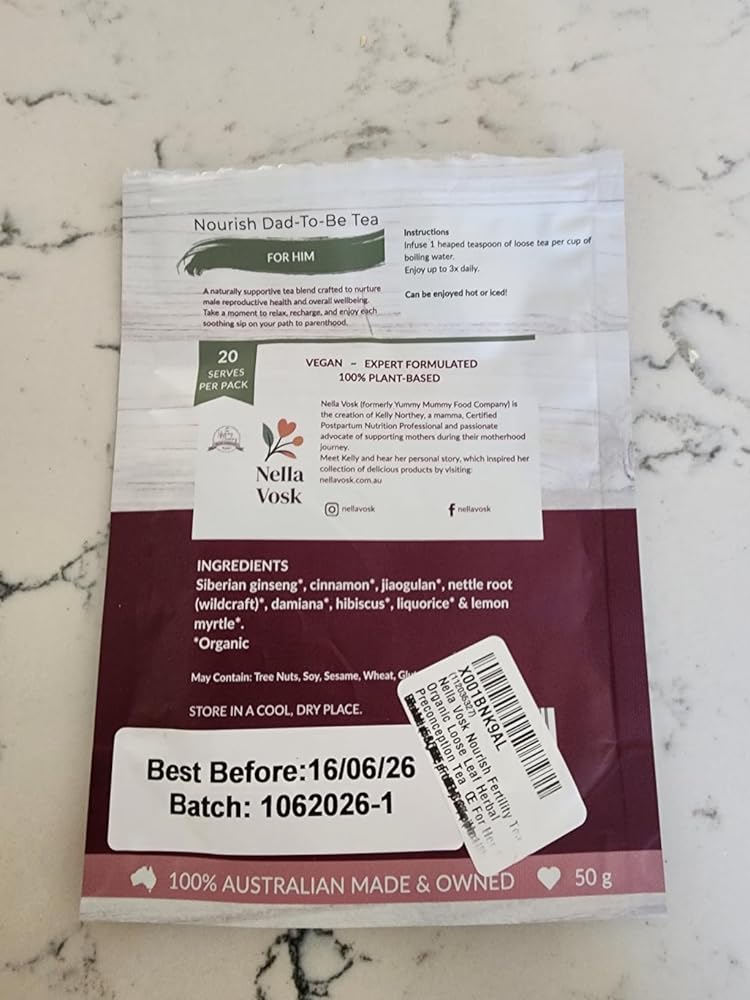 Nourish Dad-To-Be Tea
FOR HIM
A naturally supportive tea blend crafted to nurture
male reproductive health and overall wellbeing.
Take a moment to relax, recharge, and enjoy each
soothing sip on your path to parenthood.
Instructions
Infuse 1 heaped teaspoon of loose tea per cup of
boiling water.
Enjoy up to 3x daily.
Can be enjoyed hot or iced!
20
SERVES
PER PACK
VEGAN – EXPERT FORMULATED
100% PLANT-BASED
Nella Vosk (formerly Yummy Mummy Food Company) is
the creation of Kelly Northey, a mamma, Certified
Postpartum Nutrition Professional and passionate
advocate of supporting mothers during their motherhood
journey.
Meet Kelly and hear her personal story, which inspired her
collection of delicious products by visiting:
nellavosk.com.au
Nella
Vosk
nellavosk
nellavosk
INGREDIENTS
Siberian ginseng*, cinnamon*, jiaogulan*, nettle root
(wildcraft)*, damiana*, hibiscus*, liquorice* & lemon
myrtle*.
*Organic
May Contain: Tree Nuts, Soy, Sesame, Wheat,
STORE IN A COOL, DRY PLACE.
X001BNK9AL
(112035327)
Nella Vosk Nourish Fertility
Organic Loose Leaf Herbal
Preconception Tea Œ For Her
Best Before:16/06/26
Batch: 1062026-1
100% AUSTRALIAN MADE & OWNED
50 g